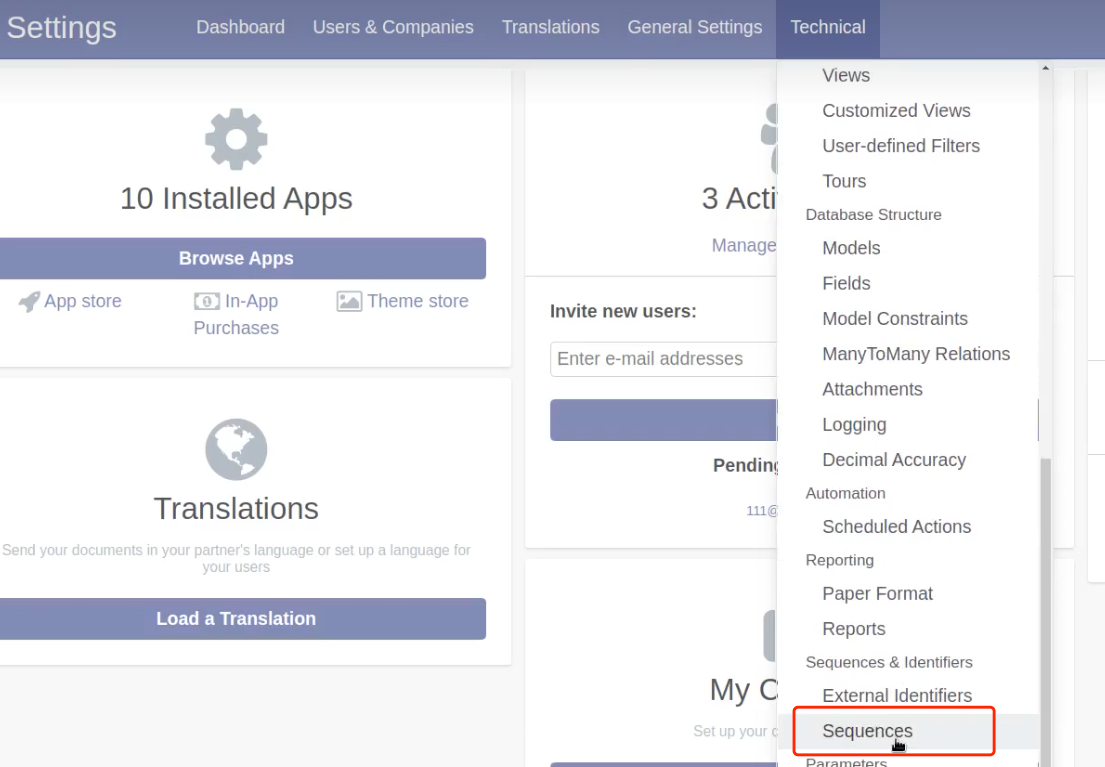 Settings
Dashboard
Users & Companies
Translations
General Settings
Technical
10 Installed Apps
Browse Apps
App store
In-App
Purchases
Theme store
Translations
Send your documents in your partner's language or set up a language for
your users
Load a Translation
3 Acti
Manage
Invite new users:
Enter e-mail addresses
Pending
111@
My C
Set up your
Views
Customized Views
User-defined Filters
Tours
Database Structure
Models
Fields
Model Constraints
ManyToMany Relations
Attachments
Logging
Decimal Accuracy
Automation
Scheduled Actions
Reporting
Paper Format
Reports
Sequences & Identifiers
External Identifiers
Sequences
Parameters